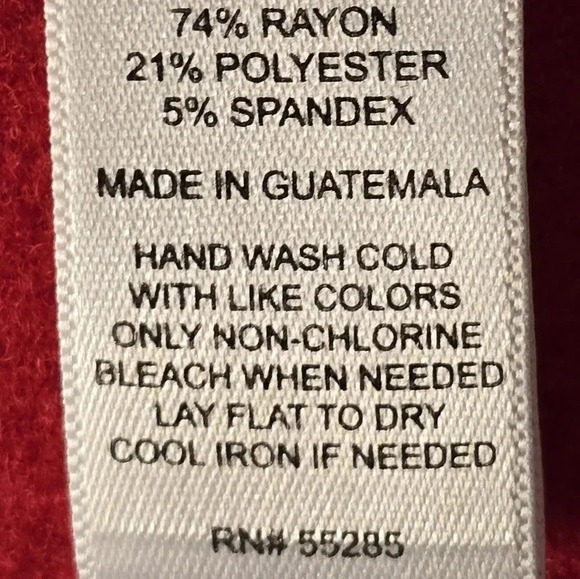 74% RAYON
21% POLYESTER
5% SPANDEX
MADE IN GUATEMALA
HAND WASH COLD
WITH LIKE COLORS
ONLY NON-CHLORINE
BLEACH WHEN NEEDED
LAY FLAT TO DRY
COOL IRON IF NEEDED
RN# 55285